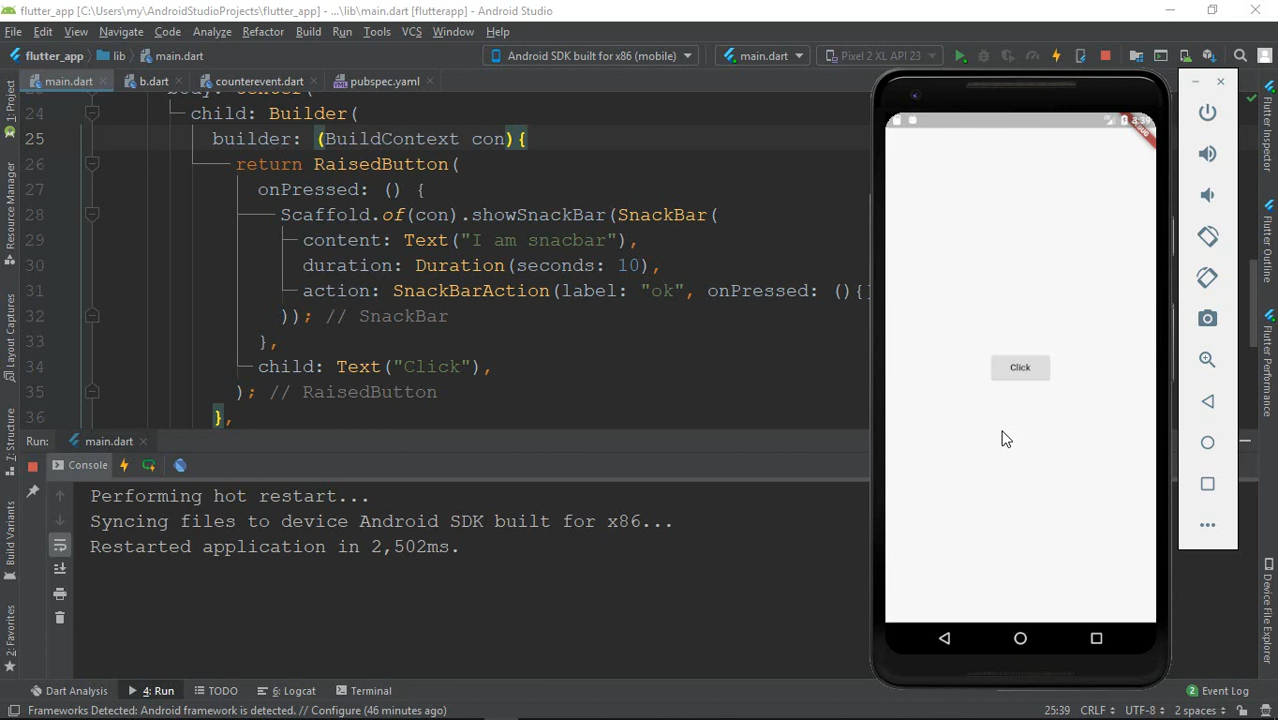 flutter_app [C:\Users\my\AndroidStudioProjects\flutter_app] - ...\lib\main.dart [flutterapp] - Android Studio
File Edit View Navigate Code Analyze Refactor Build Run Tools VCS Window Help
flutter_app lib main.dart Android SDK built for x86 (mobile) main.dart Pixel 2 XL API 23
main.dart b.dart counterevent.dart pubspec.yaml
24 child: Builder(
25 builder: (BuildContext con){
26 return RaisedButton(
27 onPressed: () {
28 Scaffold.of(con).showSnackBar(SnackBar(
29 content: Text("I am snacbar"),
30 duration: Duration(seconds: 10),
31 action: SnackBarAction(label: "ok", onPressed: (){}
32 )); // SnackBar
33 },
34 child: Text("Click"),
35 ); // RaisedButton
36 },
Run: main.dart
Console
Performing hot restart...
Syncing files to device Android SDK built for x86...
Restarted application in 2,502ms.
1: Project
Resource Manager
Layout Captures
7: Structure
Build Variants
2: Favorites
8:39
Click
Flutter Inspector
Flutter Outline
Flutter Performance
Device File Explorer
Dart Analysis 4: Run TODO 6: Logcat Terminal 2 Event Log
Frameworks Detected: Android framework is detected. // Configure (46 minutes ago) 25:39 CRLF UTF-8 2 spaces